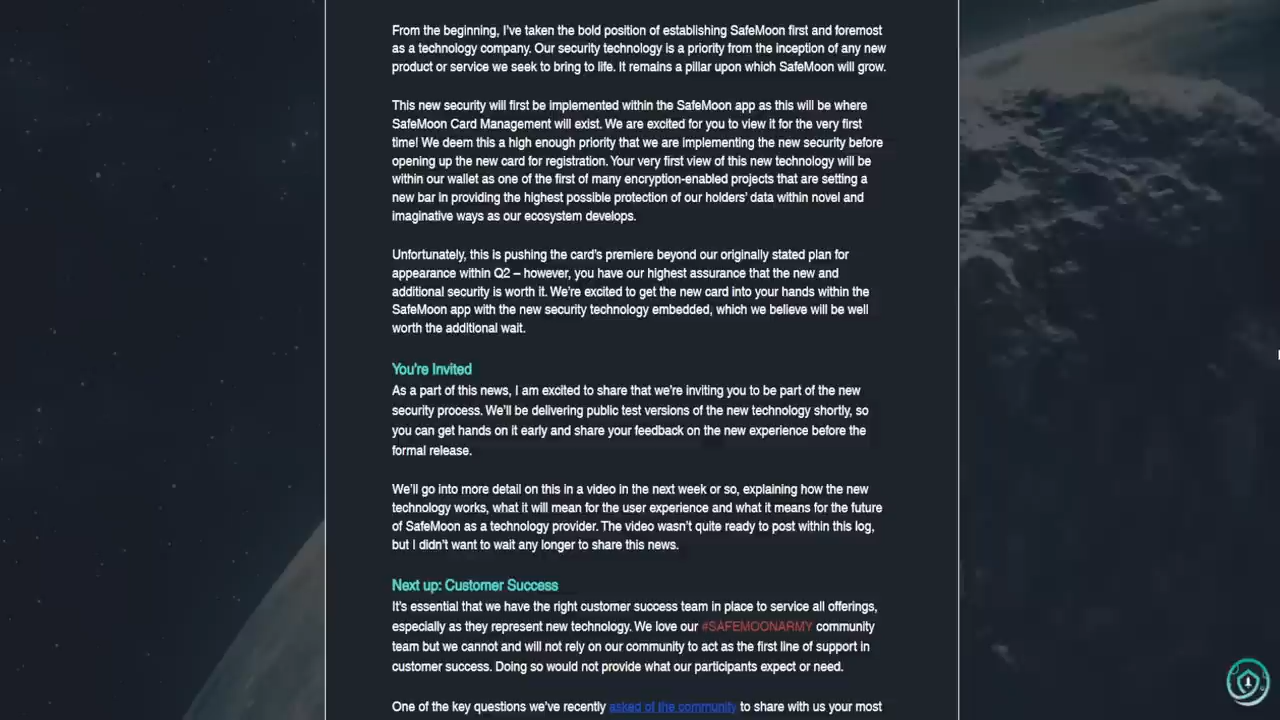 From the beginning, I've taken the bold position of establishing SafeMoon first and foremost
as a technology company. Our security technology is a priority from the inception of any new
product or service we seek to bring to life. It remains a pillar upon which SafeMoon will grow.
This new security will first be implemented within the SafeMoon app as this will be where
SafeMoon Card Management will exist. We are excited for you to view it for the very first
time! We deem this a high enough priority that we are implementing the new security before
opening up the new card for registration. Your very first view of this new technology will be
within our wallet as one of the first of many encryption-enabled projects that are setting a
new bar in providing the highest possible protection of our holders' data within novel and
imaginative ways as our ecosystem develops.
Unfortunately, this is pushing the card's premiere beyond our originally stated plan for
appearance within Q2 – however, you have our highest assurance that the new and
additional security is worth it. We're excited to get the new card into your hands within the
SafeMoon app with the new security technology embedded, which we believe will be well
worth the additional wait.
You're Invited
As a part of this news, I am excited to share that we're inviting you to be part of the new
security process. We'll be delivering public test versions of the new technology shortly, so
you can get hands on it early and share your feedback on the new experience before the
formal release.
We'll go into more detail on this in a video in the next week or so, explaining how the new
technology works, what it will mean for the user experience and what it means for the future
of SafeMoon as a technology provider. The video wasn't quite ready to post within this log,
but I didn't want to wait any longer to share this news.
Next up: Customer Success
It's essential that we have the right customer success team in place to service all offerings,
especially as they represent new technology. We love our #SAFEMOONARMY community
team but we cannot and will not rely on our community to act as the first line of support in
customer success. Doing so would not provide what our participants expect or need.
One of the key questions we've recently asked of the community to share with us your most